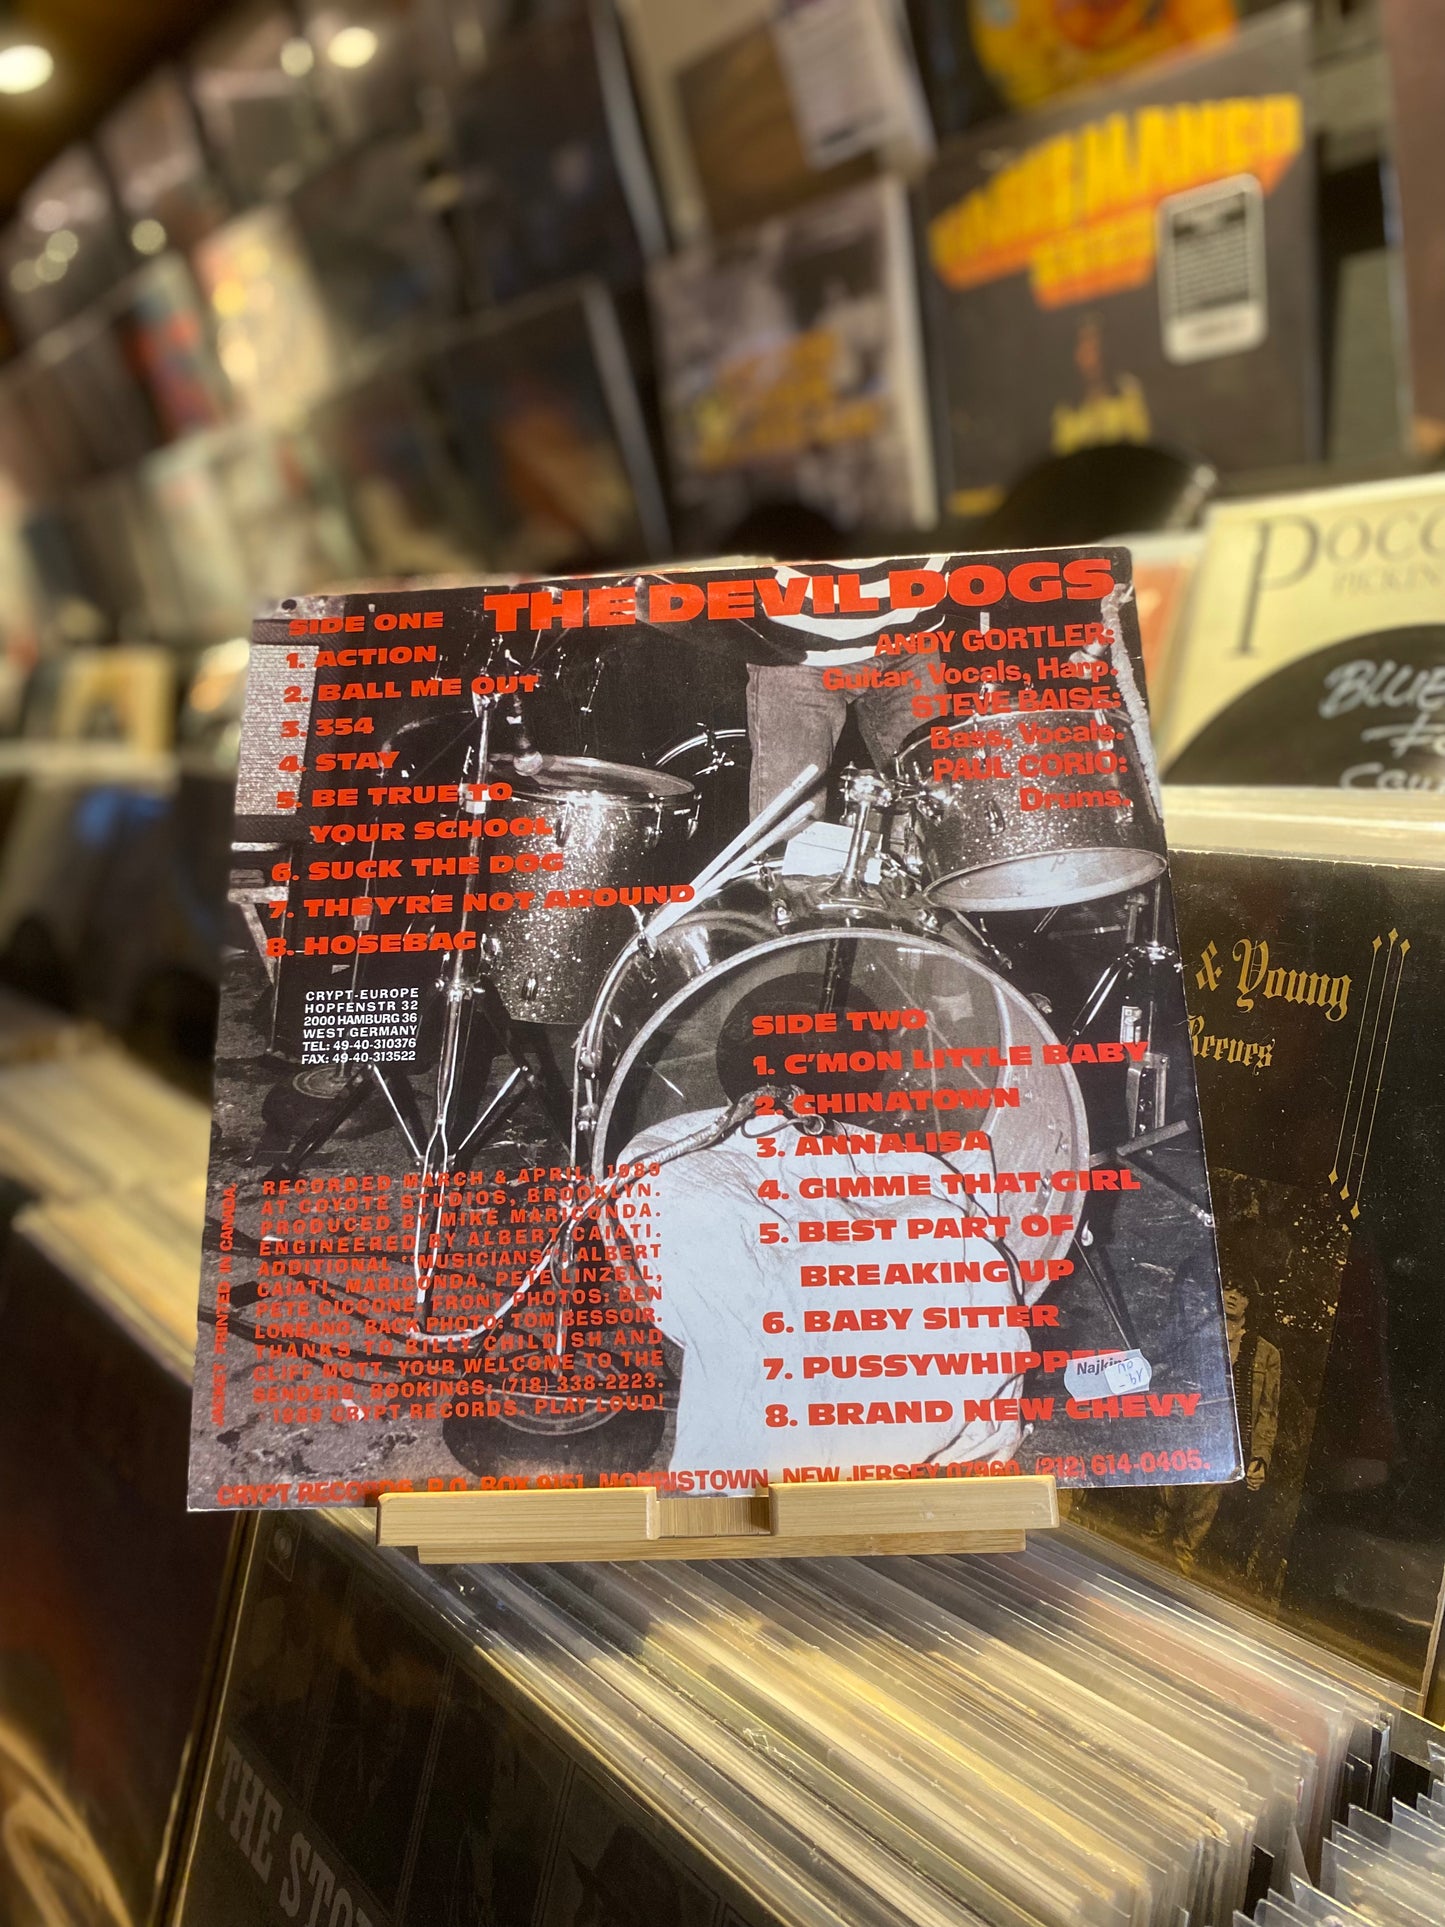 THE DEVIL DOGS
SIDE ONE
1. ACTION
2. BALL ME OUT
3. 354
4. STAY
5. BE TRUE TO
YOUR SCHOOL
6. SUCK THE DOG
7. THEY'RE NOT AROUND
8. HOSEBAG
ANDY GORTLER:
Guitar, Vocals, Harp.
STEVE BAISE:
Bass, Vocals.
PAUL CORIO:
Drums.
CRYPT-EUROPE
HOPFENSTR 32
2000 HAMBURG 36
WEST GERMANY
TEL: 49-40-310376
FAX: 49-40-313522
SIDE TWO
1. C'MON LITTLE BABY
2. CHINATOWN
3. ANNALISA
4. GIMME THAT GIRL
5. BEST PART OF
BREAKING UP
6. BABY SITTER
7. PUSSYWHIPP
8. BRAND NEW CHEVY
RECORDED MARCH & APRIL, 1989
AT COYOTE STUDIOS, BROOKLYN.
PRODUCED BY MIKE MARICONDA.
ENGINEERED BY ALBERT CAIATI.
ADDITIONAL "MUSICIANS": ALBERT
CAIATI, MARICONDA, PETE LINZELL,
PETE CICCONE. FRONT PHOTOS: BEN
LOREANO. BACK PHOTO: TOM BESSOIR.
THANKS TO BILLY CHILDISH AND
CLIFF MOTT. YOUR WELCOME TO THE
SENDERS. BOOKINGS: (718) 338-2223.
1989 CRYPT RECORDS. PLAY LOUD!
JACKET PRINTED IN CANADA.
CRYPT RECORDS, P.O. BOX 9151, MORRISTOWN, NEW JERSEY 07960. (212) 614-0405.
POCO
BLUE
& Young
Reeves
THE STO